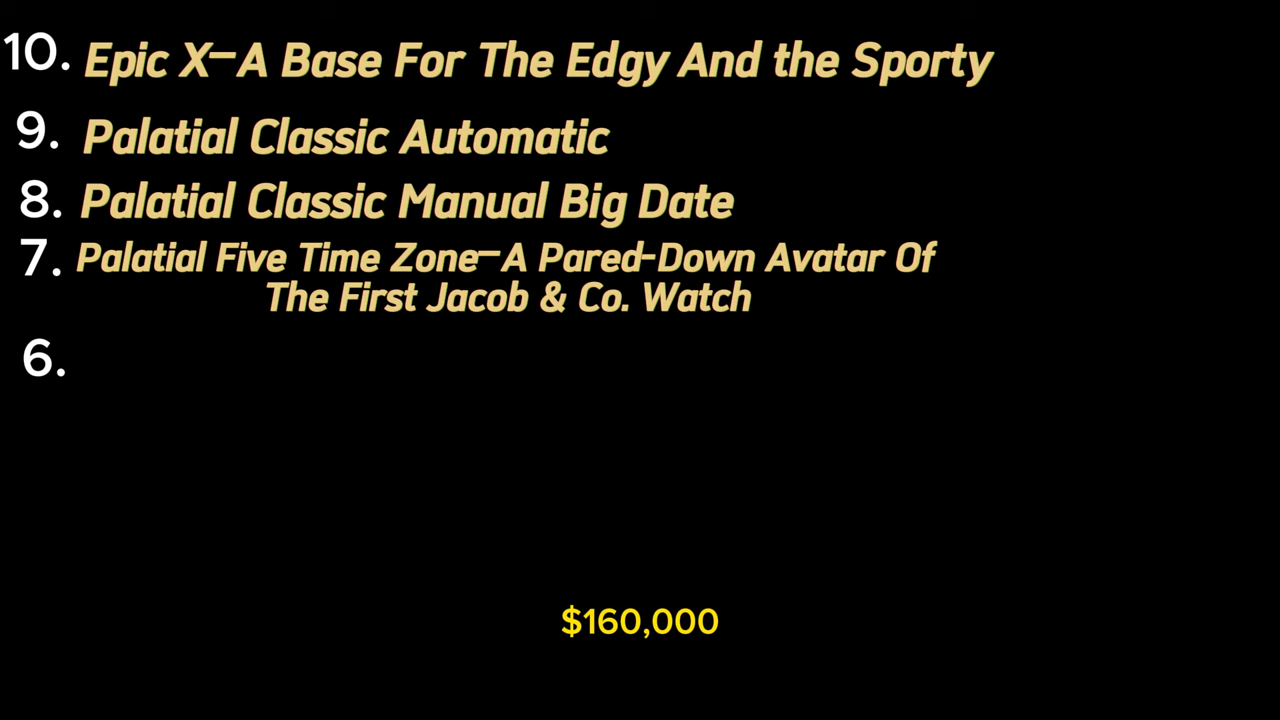 10. Epic X—A Base For The Edgy And the Sporty
9. Palatial Classic Automatic
8. Palatial Classic Manual Big Date
7. Palatial Five Time Zone—A Pared-Down Avatar Of
The First Jacob & Co. Watch
6.
$160,000